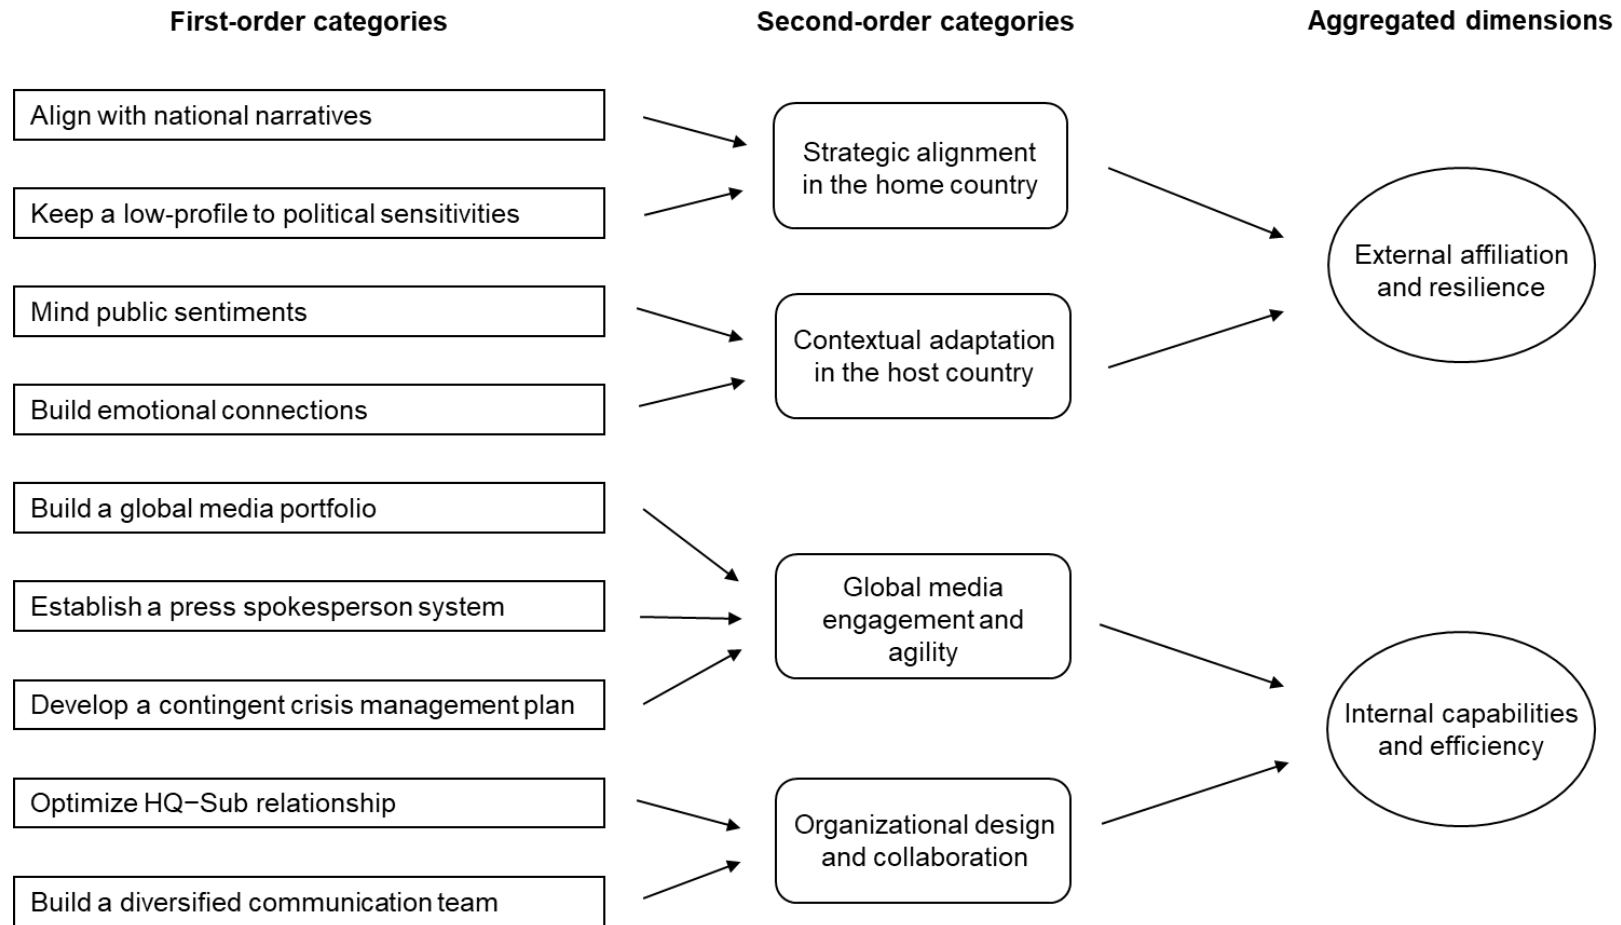 First-order categories
Second-order categories
Aggregated dimensions
Align with national narratives
Keep a low-profile to political sensitivities
Mind public sentiments
Build emotional connections
Build a global media portfolio
Establish a press spokesperson system
Develop a contingent crisis management plan
Optimize HQ−Sub relationship
Build a diversified communication team
Strategic alignment
in the home country
Contextual adaptation
in the host country
Global media
engagement and
agility
Organizational design
and collaboration
External affiliation
and resilience
Internal capabilities
and efficiency